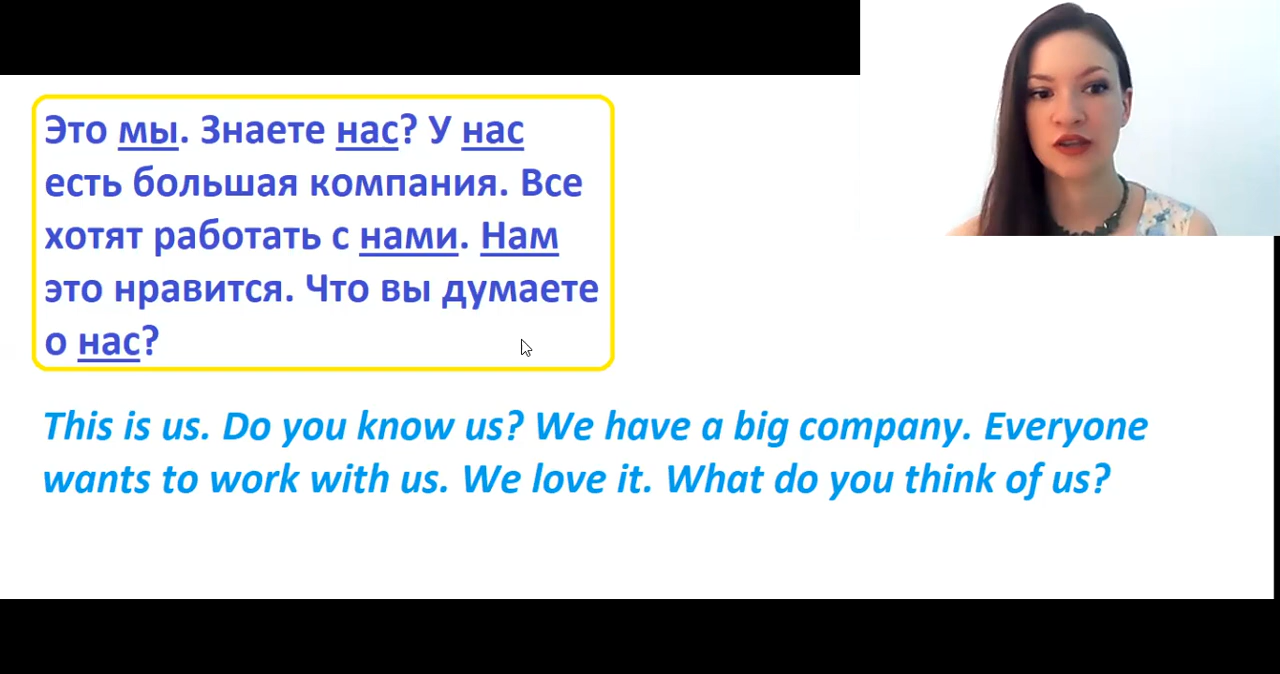 Это мы. Знаете нас? У нас
есть большая компания. Все
хотят работать с нами. Нам
это нравится. Что вы думаете
о нас?
This is us. Do you know us? We have a big company. Everyone
wants to work with us. We love it. What do you think of us?